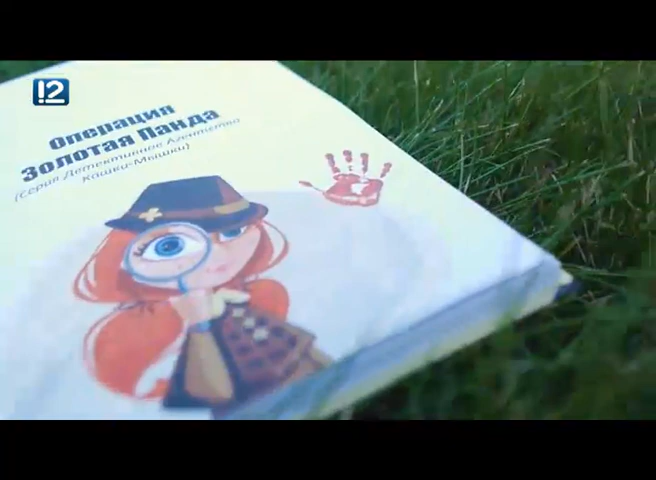 12
Операция
Золотая Панда
(Серия Детективное Агентство
Кошки-Мышки)